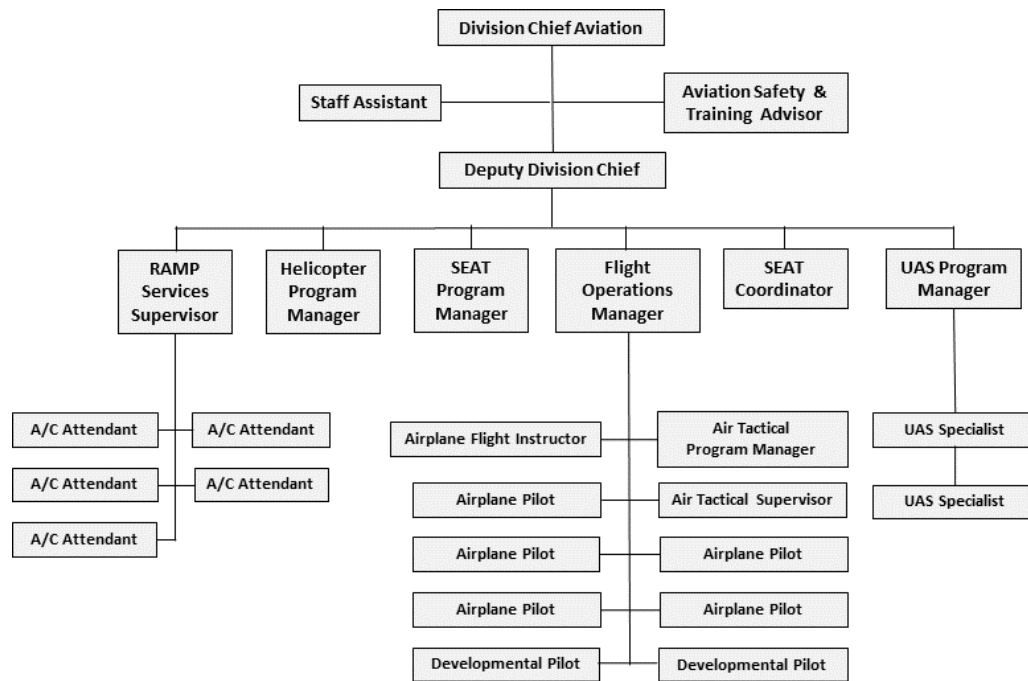 Division Chief Aviation
Staff Assistant
Aviation Safety &
Training Advisor
Deputy Division Chief
RAMP
Services
Supervisor
Helicopter
Program
Manager
SEAT
Program
Manager
Flight
Operations
Manager
SEAT
Coordinator
UAS Program
Manager
A/C Attendant
A/C Attendant
Airplane Flight Instructor
Air Tactical
Program Manager
UAS Specialist
A/C Attendant
A/C Attendant
Airplane Pilot
Air Tactical Supervisor
UAS Specialist
A/C Attendant
Airplane Pilot
Airplane Pilot
Airplane Pilot
Airplane Pilot
Developmental Pilot
Developmental Pilot